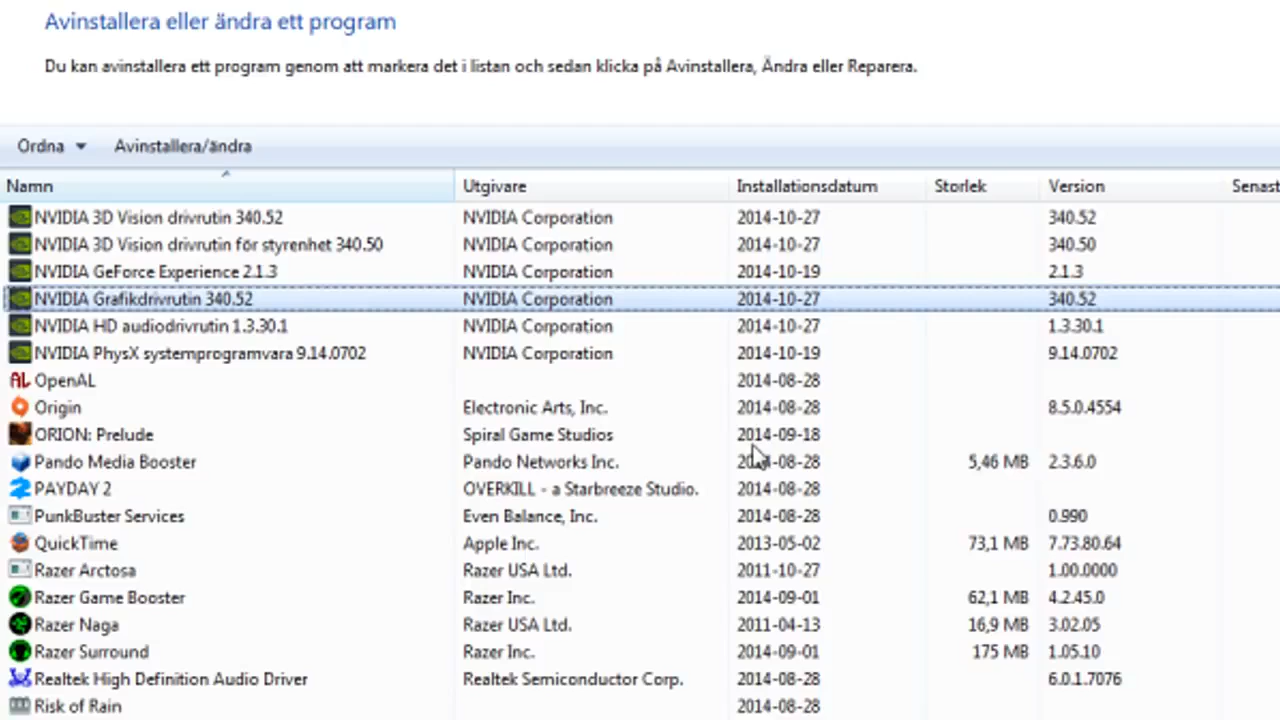 Avinstallera eller ändra ett program
Du kan avinstallera ett program genom att markera det i listan och sedan klicka på Avinstallera, Ändra eller Reparera.
Ordna Avinstallera/ändra
Namn Utgivare Installationsdatum Storlek Version Senast
NVIDIA 3D Vision drivrutin 340.52 NVIDIA Corporation 2014-10-27 340.52
NVIDIA 3D Vision drivrutin för styrenhet 340.50 NVIDIA Corporation 2014-10-27 340.50
NVIDIA GeForce Experience 2.1.3 NVIDIA Corporation 2014-10-19 2.1.3
NVIDIA Grafikdrivrutin 340.52 NVIDIA Corporation 2014-10-27 340.52
NVIDIA HD audiodrivrutin 1.3.30.1 NVIDIA Corporation 2014-10-27 1.3.30.1
NVIDIA PhysX systemprogramvara 9.14.0702 NVIDIA Corporation 2014-10-19 9.14.0702
OpenAL 2014-08-28
Origin Electronic Arts, Inc. 2014-08-28 8.5.0.4554
ORION: Prelude Spiral Game Studios 2014-09-18
Pando Media Booster Pando Networks Inc. 2014-08-28 5,46 MB 2.3.6.0
PAYDAY 2 OVERKILL - a Starbreeze Studio. 2014-08-28
PunkBuster Services Even Balance, Inc. 2014-08-28 0.990
QuickTime Apple Inc. 2013-05-02 73,1 MB 7.73.80.64
Razer Arctosa Razer USA Ltd. 2011-10-27 1.00.0000
Razer Game Booster Razer Inc. 2014-09-01 62,1 MB 4.2.45.0
Razer Naga Razer USA Ltd. 2011-04-13 16,9 MB 3.02.05
Razer Surround Razer Inc. 2014-09-01 175 MB 1.05.10
Realtek High Definition Audio Driver Realtek Semiconductor Corp. 2014-08-28 6.0.1.7076
Risk of Rain 2014-08-28